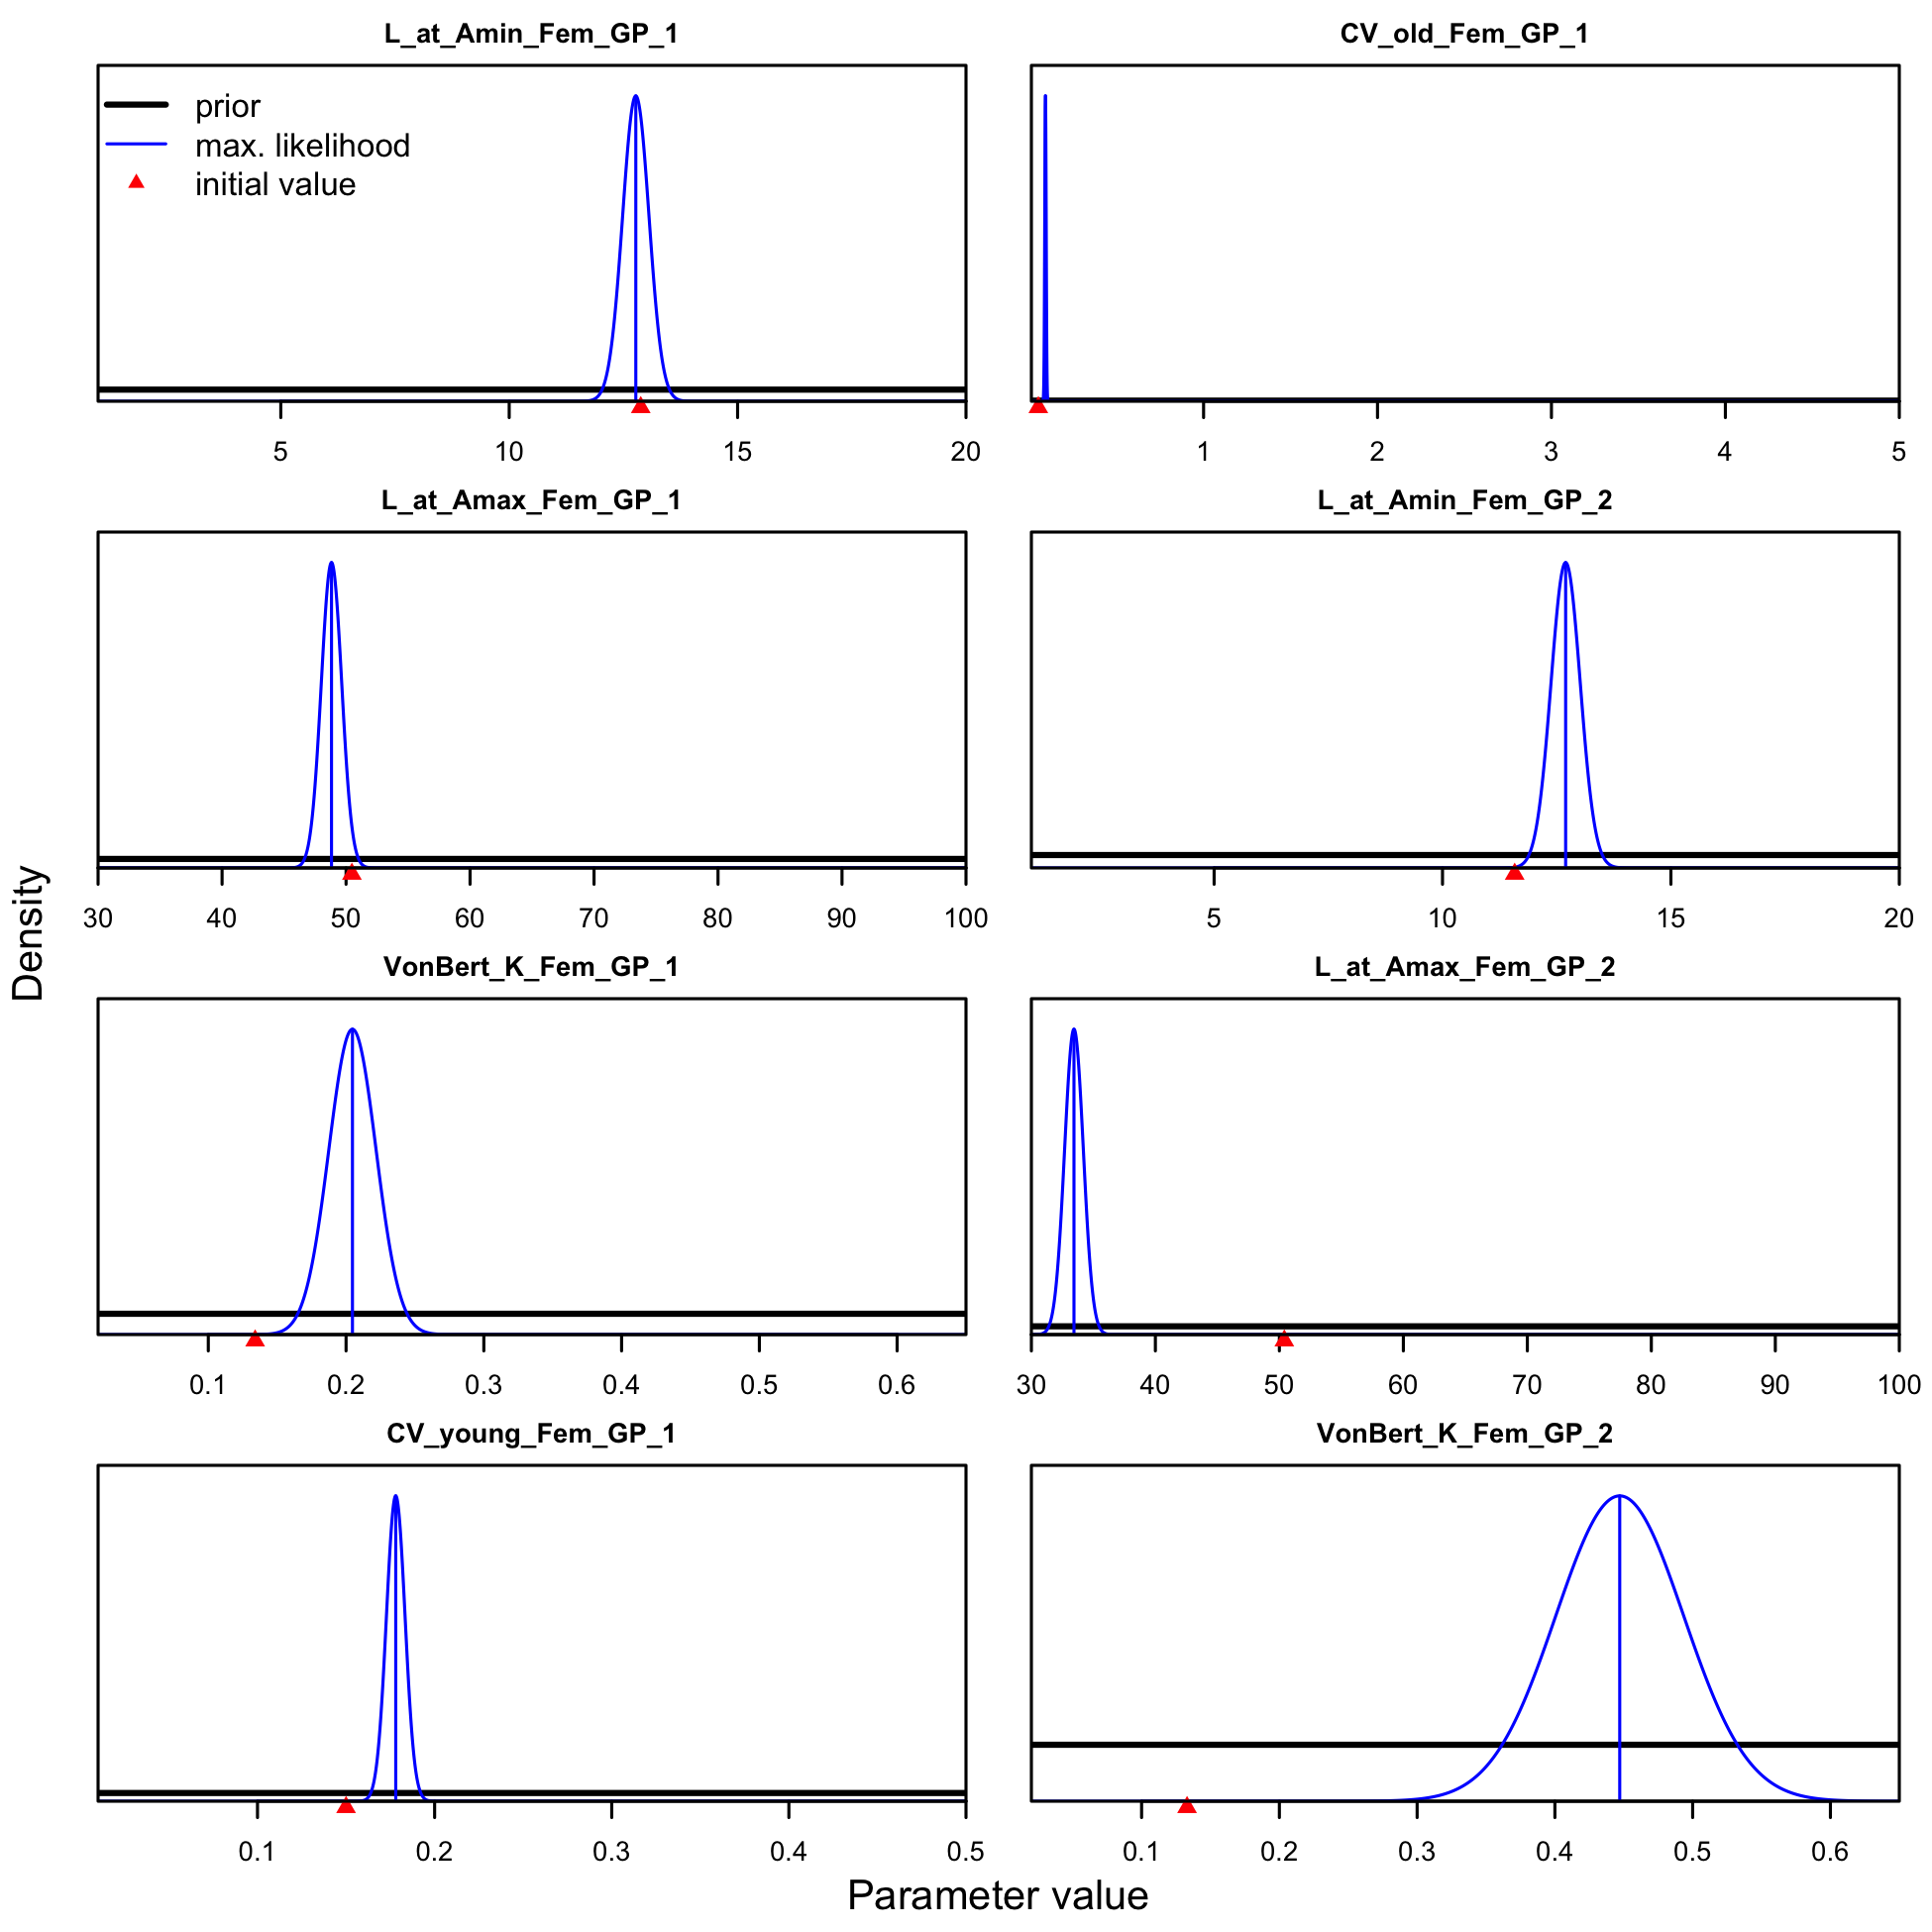 L_at_Amin_Fem_GP_1
prior
max. likelihood
initial value
5 10 15 20
CV_old_Fem_GP_1
1 2 3 4 5
L_at_Amax_Fem_GP_1
30 40 50 60 70 80 90 100
L_at_Amin_Fem_GP_2
5 10 15 20
VonBert_K_Fem_GP_1
0.1 0.2 0.3 0.4 0.5 0.6
L_at_Amax_Fem_GP_2
30 40 50 60 70 80 90 100
CV_young_Fem_GP_1
0.1 0.2 0.3 0.4 0.5
VonBert_K_Fem_GP_2
0.1 0.2 0.3 0.4 0.5 0.6
Density
Parameter value